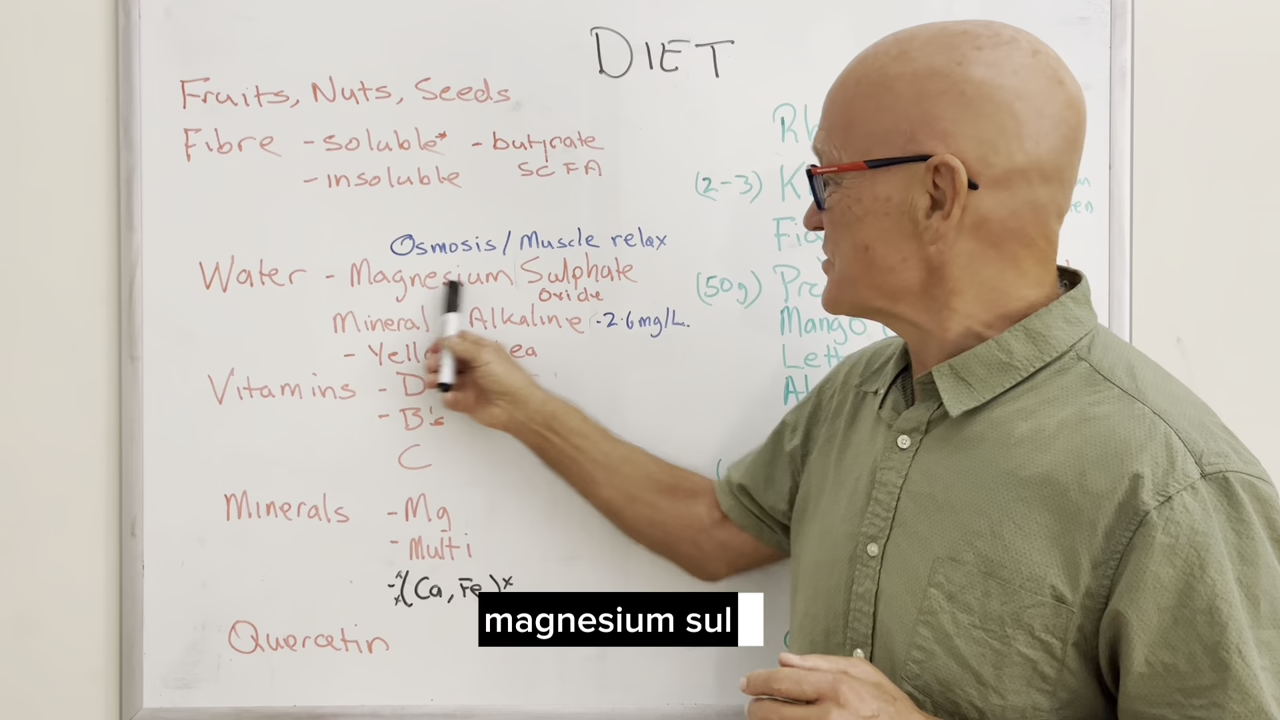 DIET
Fruits, Nuts, Seeds
Fibre - soluble* - butyrate
SCFA
- insoluble
Osmosis / Muscle relax
Water - Magnesium Sulphate
oxide
Mineral Alkaline - 2.6mg/L.
-
Vitamins - D
- B's
C
Minerals - Mg
- Multi
(Ca, Fe)
Quercetin
(2-3)
(50g)
Mango
magnesium sul